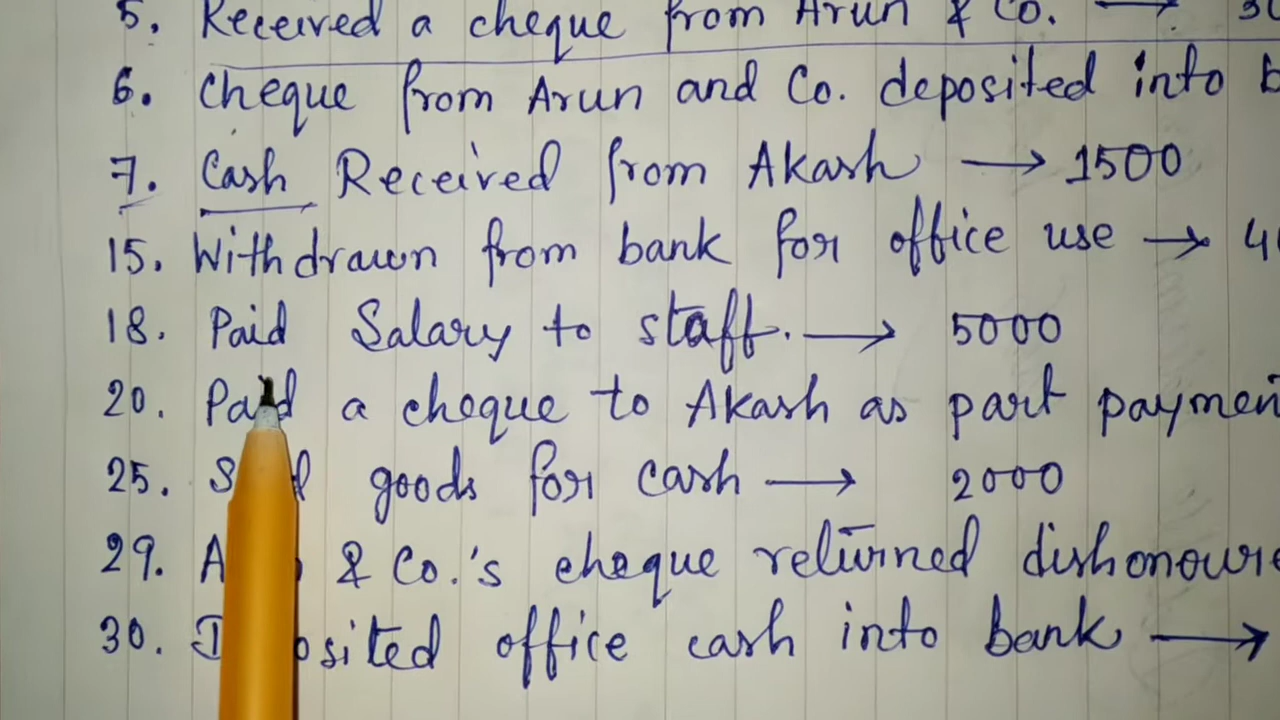 5. Received a cheque from Arun & Co. →
6. Cheque from Arun and Co. deposited into
7. Cash Received from Akash → 1500
15. Withdrawn from bank for office use →
18. Paid Salary to staff. → 5000
20. Paid a cheque to Akash as part
25. goods for cash → 2000
29. & Co.'s cheque returned
30. office cash into bank →